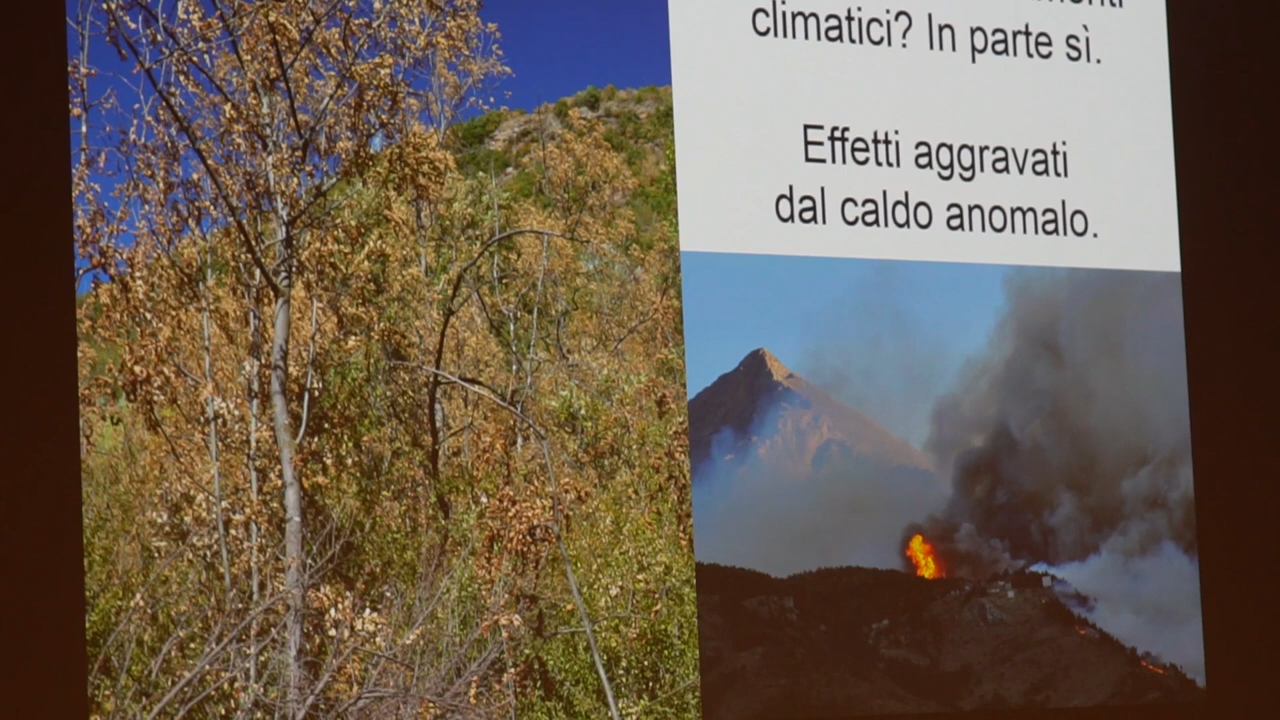 climatici? In parte sì.
Effetti aggravati
dal caldo anomalo.